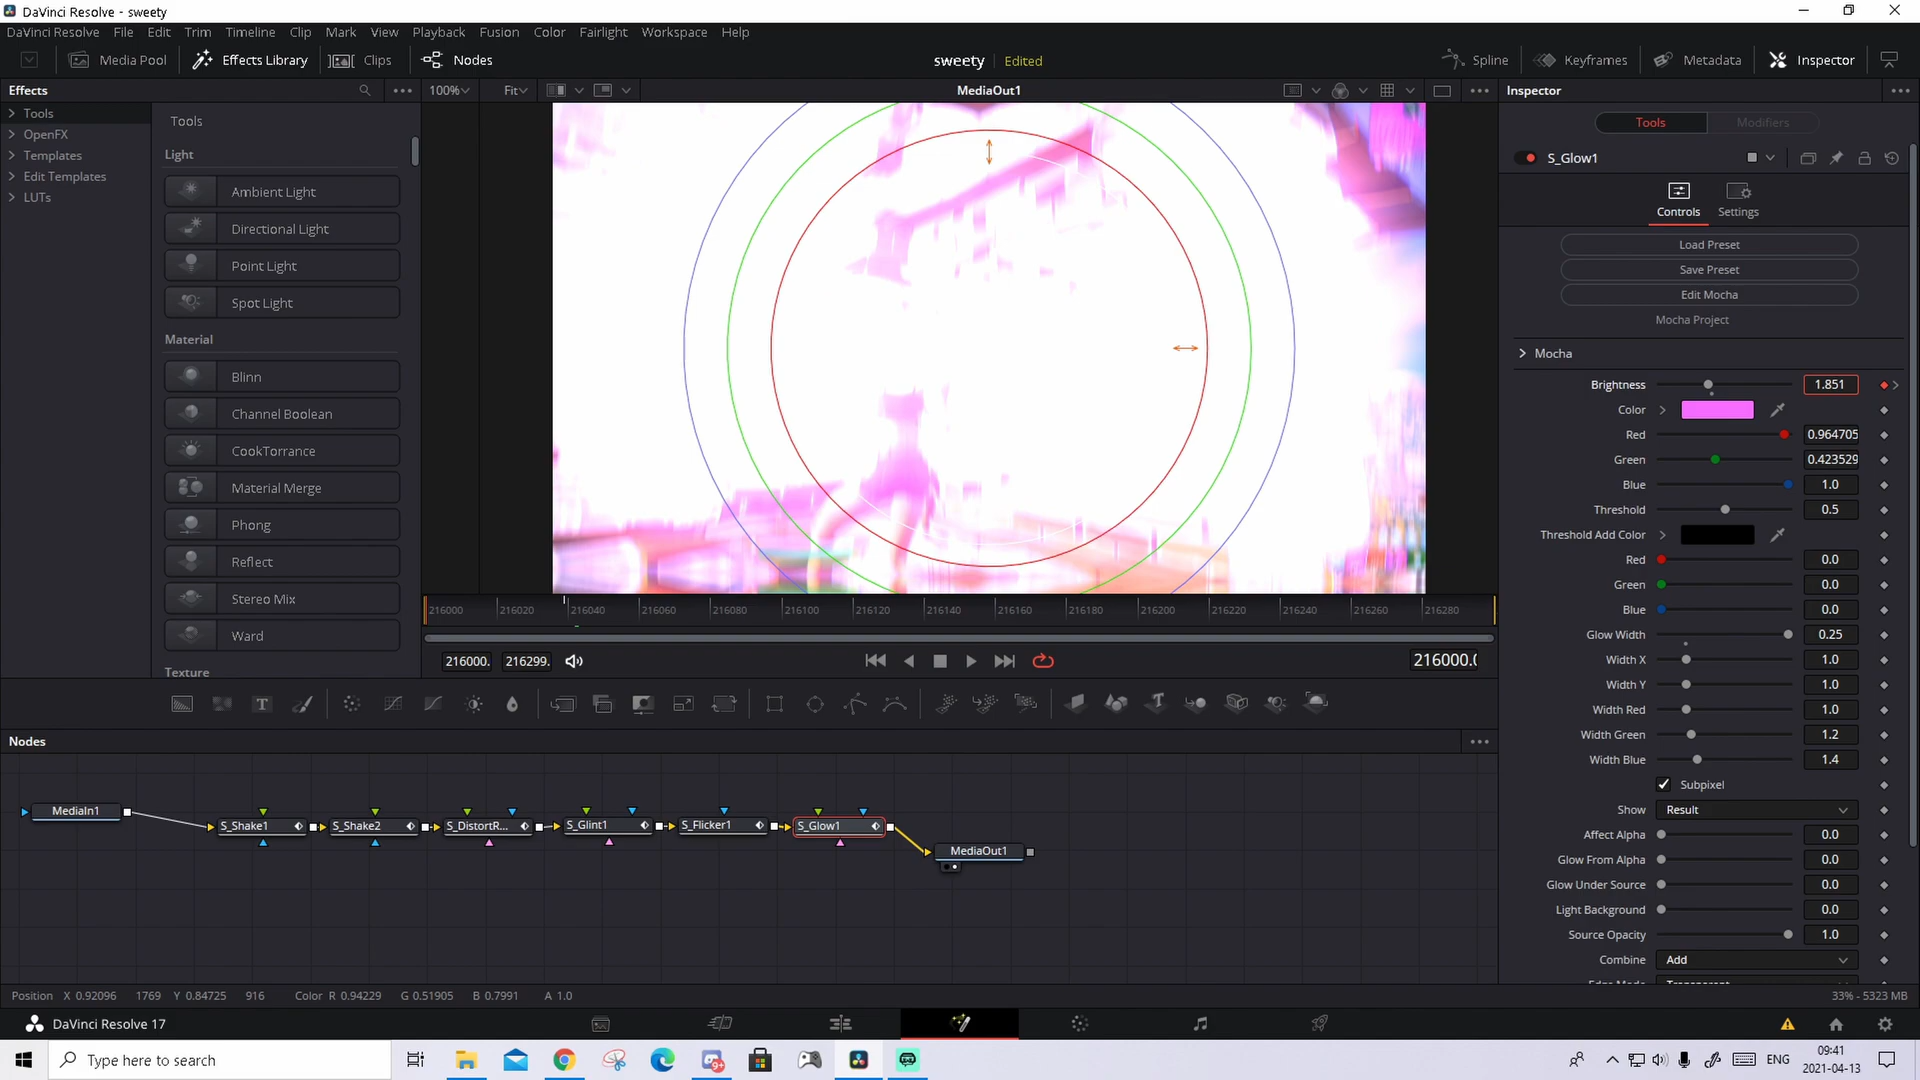 DaVinci Resolve - sweety
DaVinci Resolve File Edit Trim Timeline Clip Mark View Playback Fusion Color Fairlight Workspace Help
Media Pool Effects Library Clips Nodes sweety Edited Spline Keyframes Metadata Inspector
Effects 100% Fit MediaOut1 Inspector
Tools
OpenFX
Templates
Edit Templates
LUTs
Tools
Light
Ambient Light
Directional Light
Point Light
Spot Light
Material
Blinn
Channel Boolean
CookTorrance
Material Merge
Phong
Reflect
Stereo Mix
Ward
Texture
216000 216020 216040 216060 216080 216100 216120 216140 216160 216180 216200 216220 216240 216260 216280
216000. 216299. 216000.0
Tools Modifiers
S_Glow1
Controls Settings
Load Preset
Save Preset
Edit Mocha
Mocha Project
Mocha
Brightness 1.851
Color
Red 0.964705
Green 0.423529
Blue 1.0
Threshold 0.5
Threshold Add Color
Red 0.0
Green 0.0
Blue 0.0
Glow Width 0.25
Width X 1.0
Width Y 1.0
Width Red 1.0
Width Green 1.2
Width Blue 1.4
Subpixel
Show Result
Affect Alpha 0.0
Glow From Alpha 0.0
Glow Under Source 0.0
Light Background 0.0
Source Opacity 1.0
Combine Add
Nodes
MediaIn1 S_Shake1 S_Shake2 S_DistortR... S_Glint1 S_Flicker1 S_Glow1 MediaOut1
Position X 0.92096 1769 Y 0.84725 916 Color R 0.94229 G 0.51905 B 0.7991 A 1.0 33% - 5323 MB
DaVinci Resolve 17
Type here to search
9+
ENG
09:41
2021-04-13